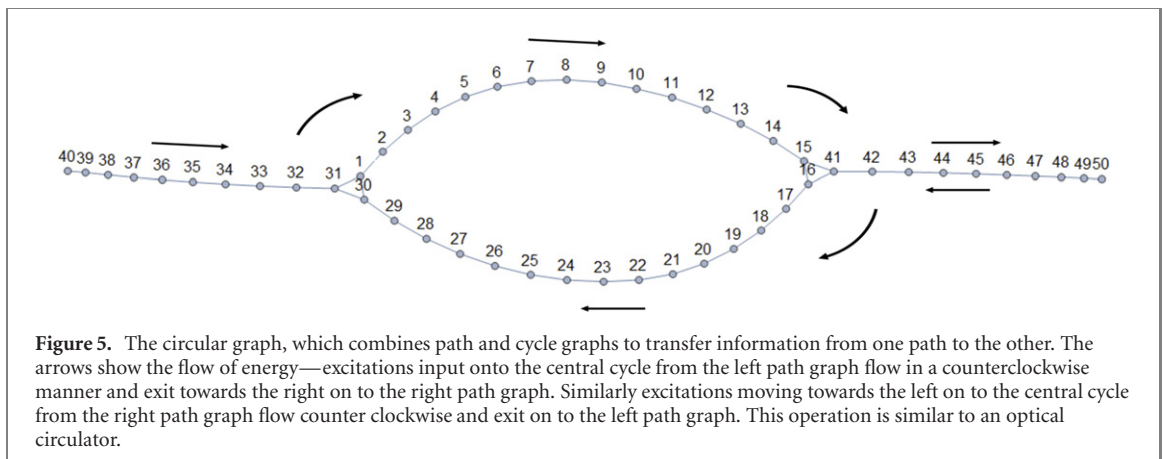 7 8 9
6 10
5 11
4 12
3 13
2 14
40 39 38 37 36 35 34 33 32 31 1 15 41 42 43 44 45 46 47 48 49 50
30 16
29 17
28 18
27 19
26 20
25 24 23 22 21
Figure 5. The circular graph, which combines path and cycle graphs to transfer information from one path to the other. The
arrows show the flow of energy—excitations input onto the central cycle from the left path graph flow in a counterclockwise
manner and exit towards the right on to the right path graph. Similarly excitations moving towards the left on to the central cycle
from the right path graph flow counter clockwise and exit on to the left path graph. This operation is similar to an optical
circulator.